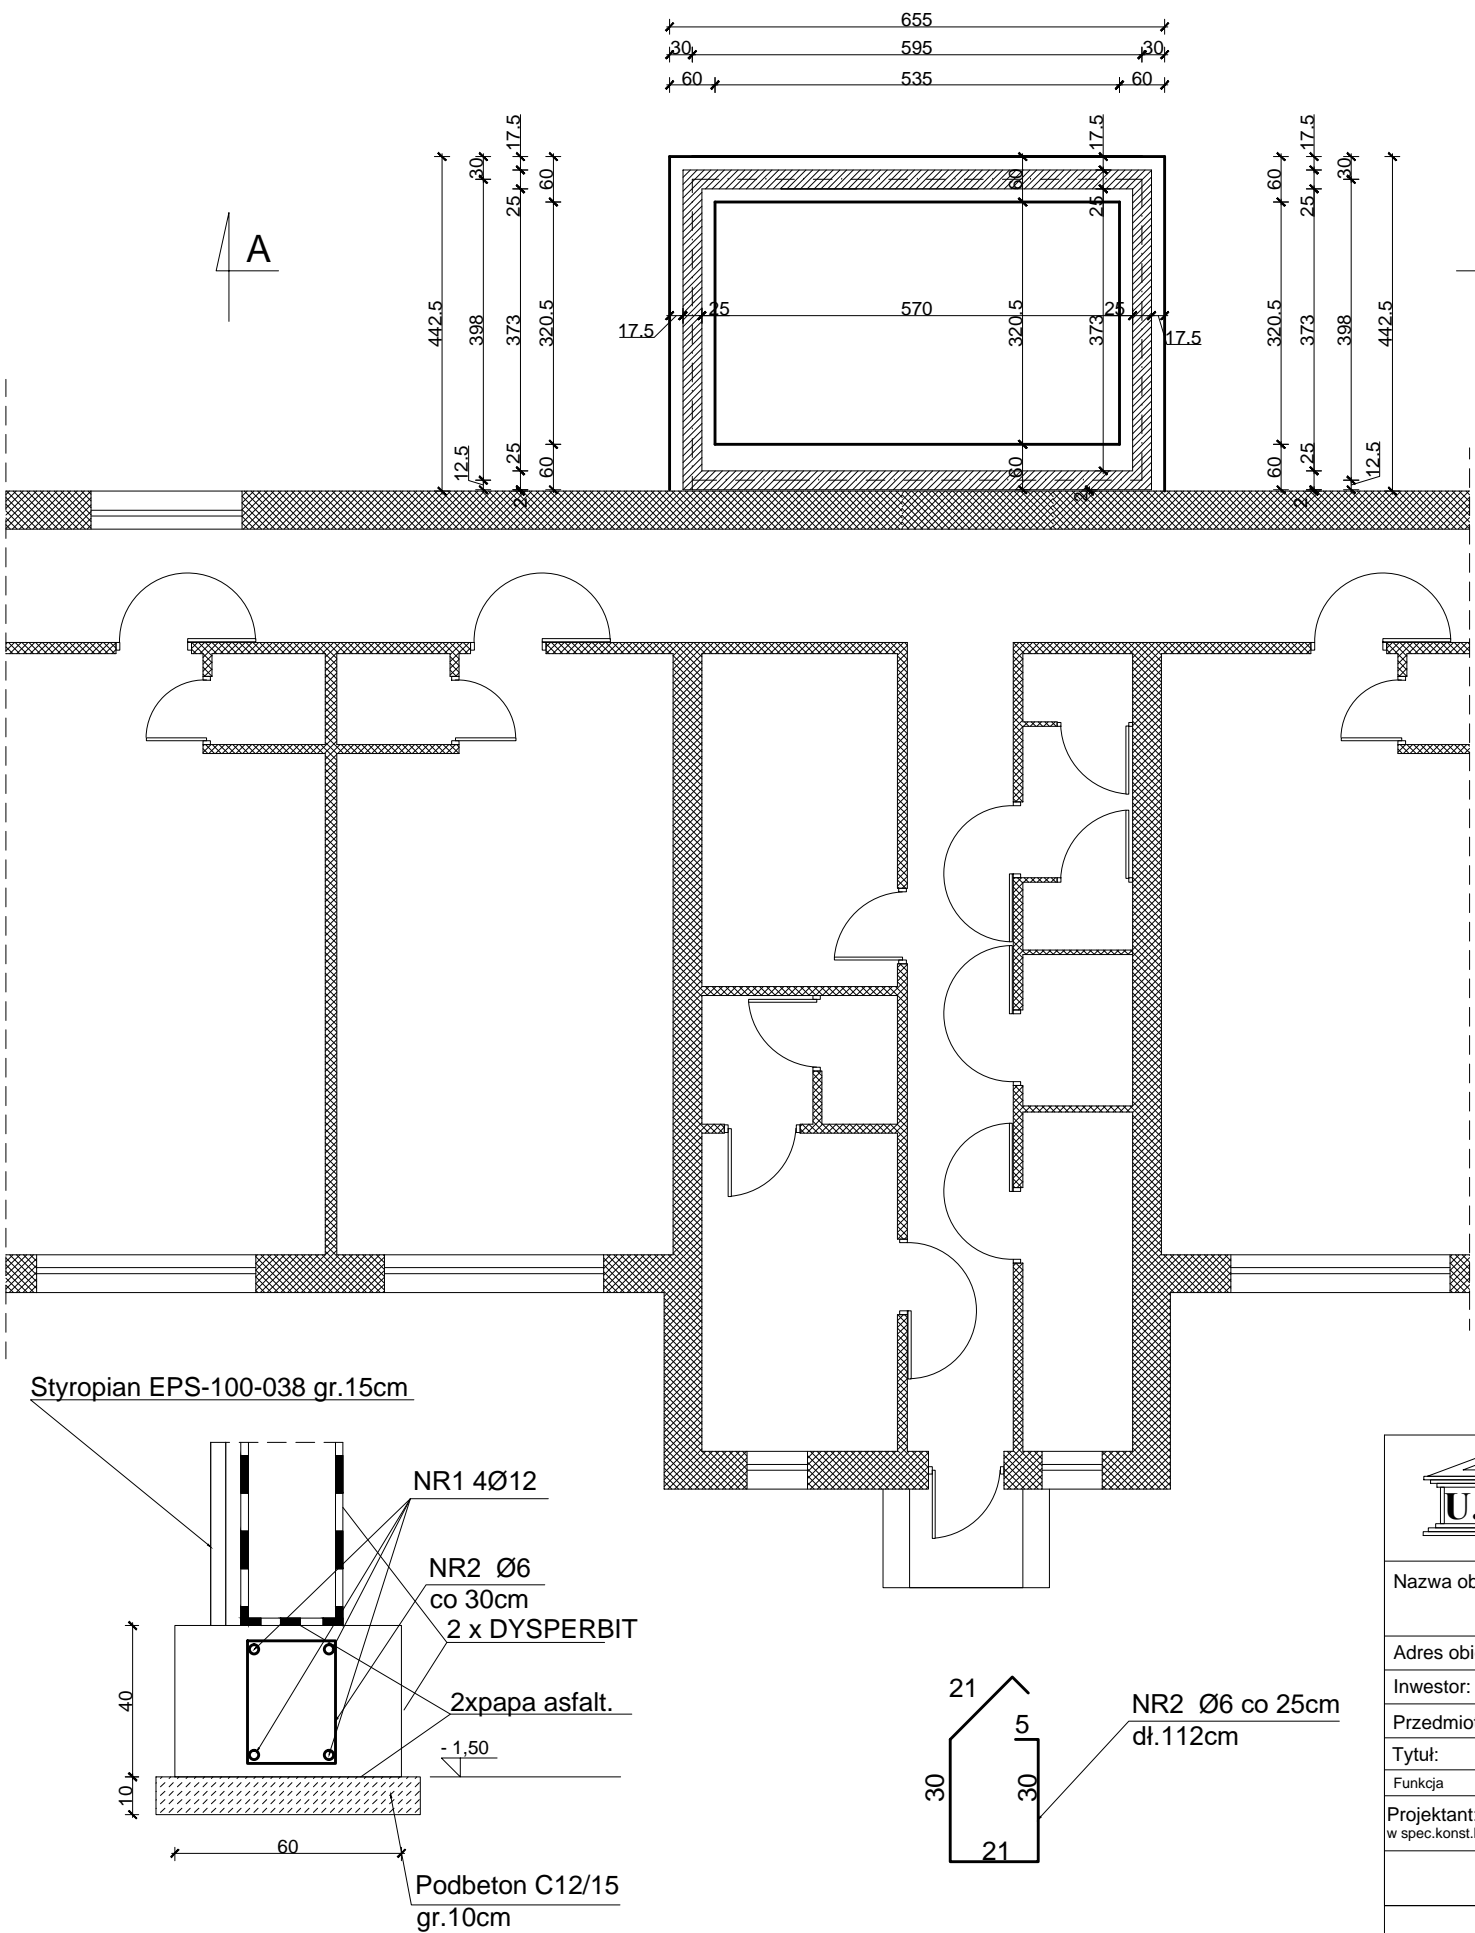 655
30 595 30
60 535 60
17.5 17.5 17.5
30 60 60 60 30
25 25 25
A
442.5 398 373 320.5 320.5 373 320.5 373 398 442.5
17.5 25 570 25 17.5
12.5 25 60 60 60 25 12.5
2 2 2
Styropian EPS-100-038 gr.15cm
NR1 4Ø12
NR2 Ø6
co 30cm
2 x DYSPERBIT
2xpapa asfalt.
- 1,50
40
10
60
Podbeton C12/15
gr.10cm
21
5
30
30
21
NR2 Ø6 co 25cm
dł.112cm
U.
Nazwa ob
Adres obi
Inwestor:
Przedmio
Tytuł:
Funkcja
Projektant:
w spec.konst.